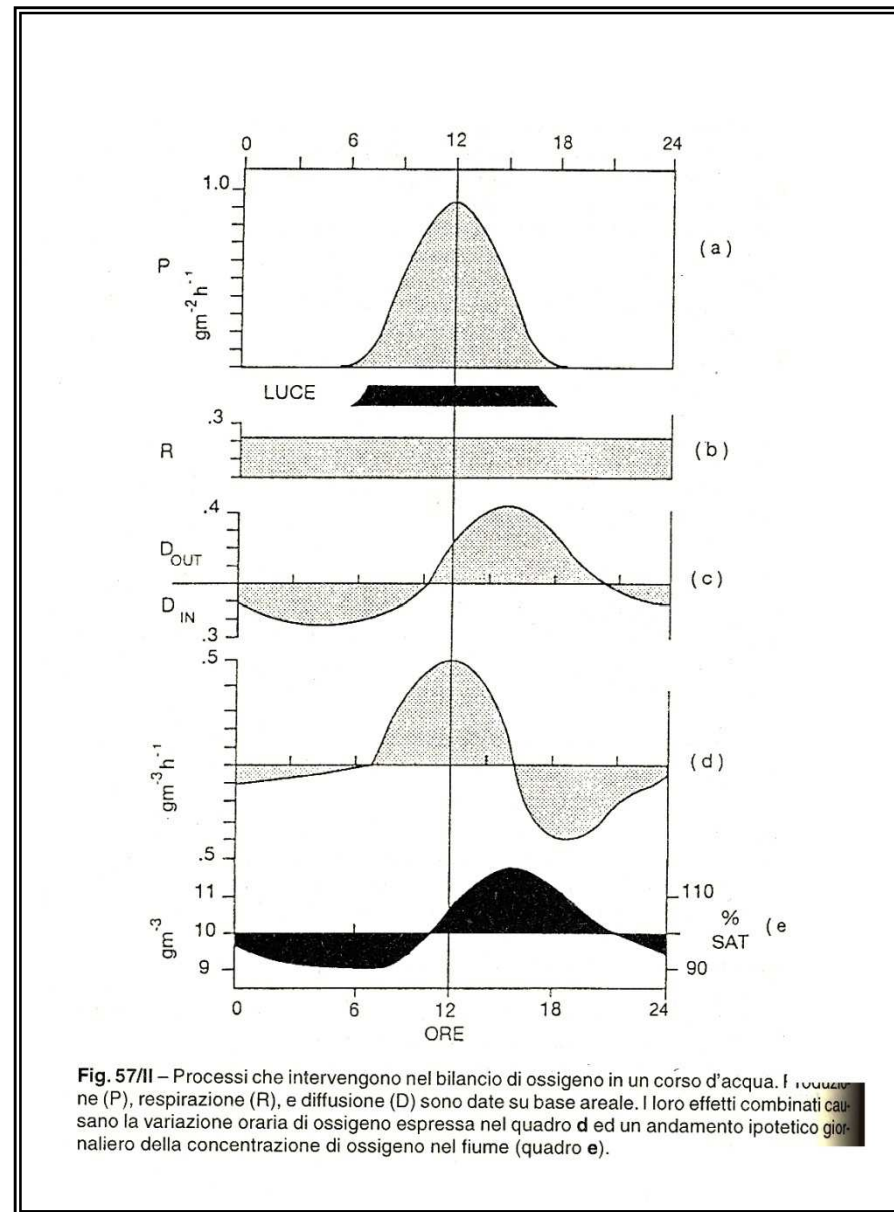 0 6 12 18 24
1.0
P
gm⁻² h⁻¹
(a)
LUCE
.3
R
(b)
.4
D OUT
D IN
.3
(c)
.5
gm⁻³ h⁻¹
.5
(d)
11
10
9
gm⁻³
110
% SAT
90
(e
0 6 12 18 24
ORE
Fig. 57/II – Processi che intervengono nel bilancio di ossigeno in un corso d'acqua.
ne (P), respirazione (R), e diffusione (D) sono date su base areale. I loro effetti combinati cau-
sano la variazione oraria di ossigeno espressa nel quadro d ed un andamento ipotetico gior-
naliero della concentrazione di ossigeno nel fiume (quadro e).